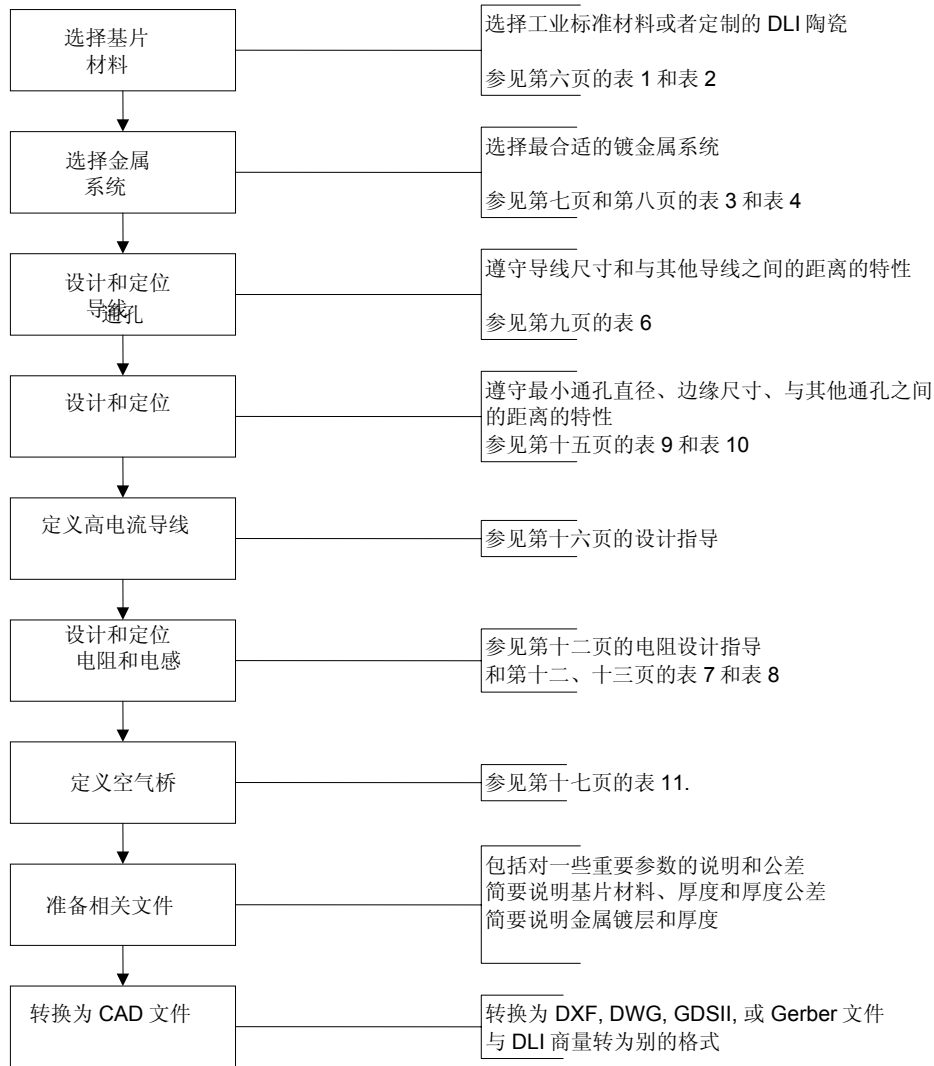 选择基片
材料
选择工业标准材料或者定制的 DLI 陶瓷
参见第六页的表 1 和表 2
选择金属
系统
选择最合适的镀金属系统
参见第七页和第八页的表 3 和表 4
设计和定位
导线
通孔
遵守导线尺寸和与其他导线之间的距离的特性
参见第九页的表 6
设计和定位
遵守最小通孔直径、边缘尺寸、与其他通孔之间
的距离的特性
参见第十五页的表 9 和表 10
定义高电流导线
参见第十六页的设计指导
设计和定位
电阻和电感
参见第十二页的电阻设计指导
和第十二、十三页的表 7 和表 8
定义空气桥
参见第十七页的表 11.
准备相关文件
包括对一些重要参数的说明和公差
简要说明基片材料、厚度和厚度公差
简要说明金属镀层和厚度
转换为 CAD 文件
转换为 DXF, DWG, GDSII, 或 Gerber 文件
与 DLI 商量转为别的格式